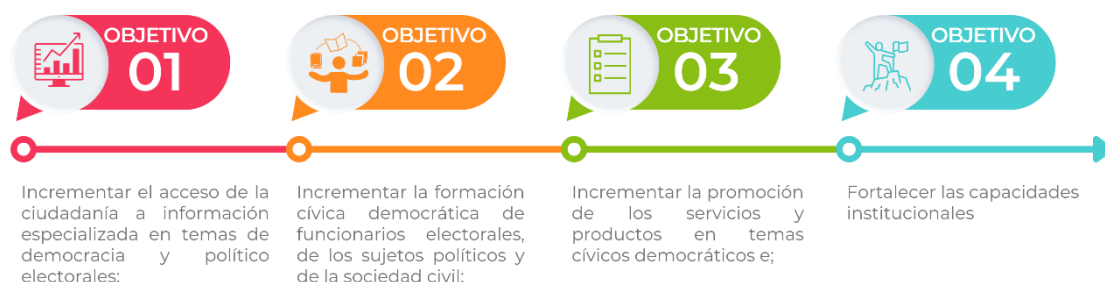 OBJETIVO
01
OBJETIVO
02
OBJETIVO
03
OBJETIVO
04
Incrementar el acceso de la
ciudadanía a información
especializada en temas de
democracia y político
electorales;
Incrementar la formación
cívica democrática de
funcionarios electorales,
de los sujetos políticos y
de la sociedad civil;
Incrementar la promoción
de los servicios y
productos en temas
cívicos democráticos e;
Fortalecer las capacidades
institucionales